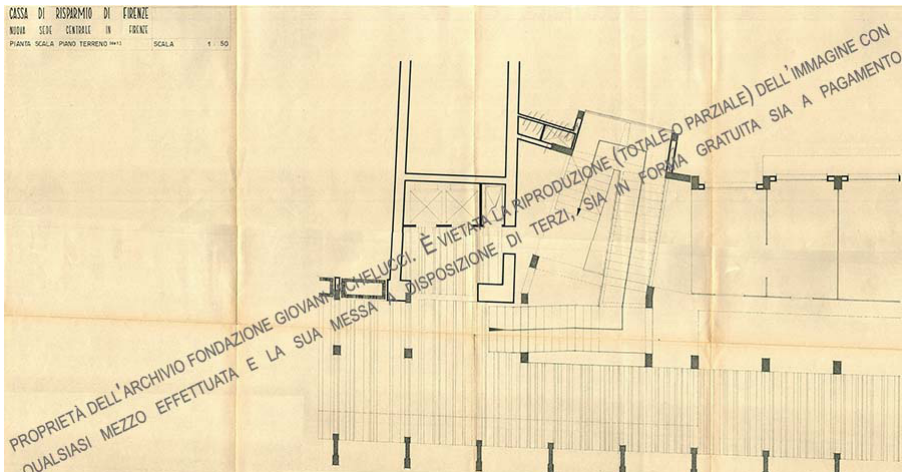 CASSA DI RISPARMIO DI FIRENZE
NUOVA SEDE CENTRALE IN FIRENZE
PIANTA SCALA PIANO TERRENO SCALA 1 : 50
PROPRIETÀ DELL'ARCHIVIO FONDAZIONE GIOVANNI MICHELUCCI. È VIETATA LA RIPRODUZIONE (TOTALE O PARZIALE) DELL'IMMAGINE CON
QUALSIASI MEZZO EFFETTUATA E LA SUA MESSA A DISPOSIZIONE DI TERZI, SIA IN FORMA GRATUITA SIA A PAGAMENTO